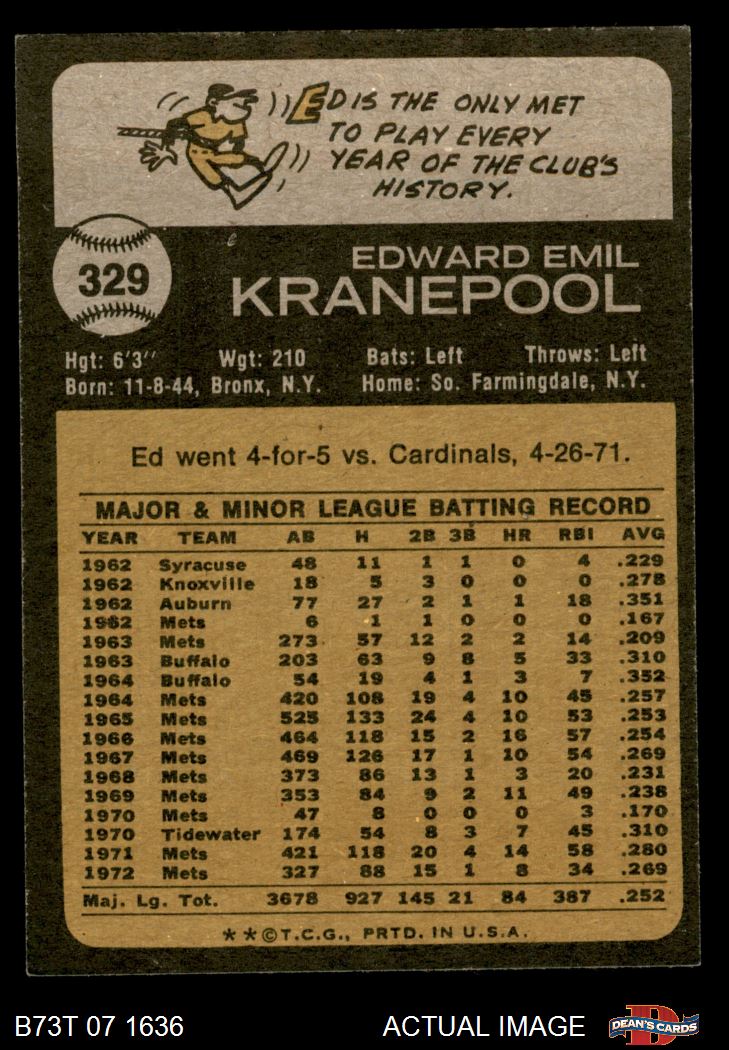 ED IS THE ONLY MET
TO PLAY EVERY
YEAR OF THE CLUB'S
HISTORY.
329
EDWARD EMIL
KRANEPOOL
Hgt: 6'3" Wgt: 210 Bats: Left Throws: Left
Born: 11-8-44, Bronx, N.Y. Home: So. Farmingdale, N.Y.
Ed went 4-for-5 vs. Cardinals, 4-26-71.
MAJOR & MINOR LEAGUE BATTING RECORD
YEAR TEAM AB H 2B 3B HR RBI AVG
1962 Syracuse 48 11 1 1 0 4 .229
1962 Knoxville 18 5 3 0 0 0 .278
1962 Auburn 77 27 2 1 1 18 .351
1962 Mets 6 1 1 0 0 0 .167
1963 Mets 273 57 12 2 2 14 .209
1963 Buffalo 203 63 9 8 5 33 .310
1964 Buffalo 54 19 4 1 3 7 .352
1964 Mets 420 108 19 4 10 45 .257
1965 Mets 525 133 24 4 10 53 .253
1966 Mets 464 118 15 2 16 57 .254
1967 Mets 469 126 17 1 10 54 .269
1968 Mets 373 86 13 1 3 20 .231
1969 Mets 353 84 9 2 11 49 .238
1970 Mets 47 8 0 0 0 3 .170
1970 Tidewater 174 54 8 3 7 45 .310
1971 Mets 421 118 20 4 14 58 .280
1972 Mets 327 88 15 1 8 34 .269
Maj. Lg. Tot. 3678 927 145 21 84 387 .252
**©T.C.G., PRTD. IN U.S.A.
B73T 07 1636 ACTUAL IMAGE DEAN'S CARDS